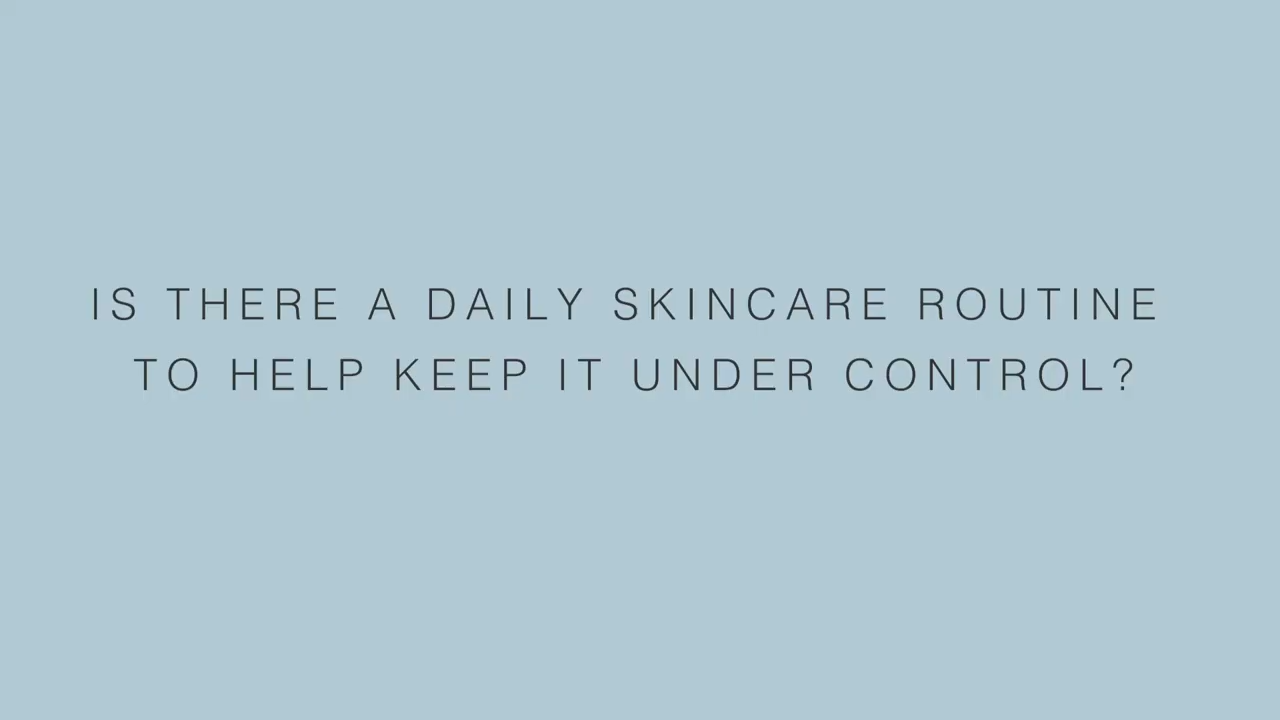 IS THERE A DAILY SKINCARE ROUTINE
TO HELP KEEP IT UNDER CONTROL?